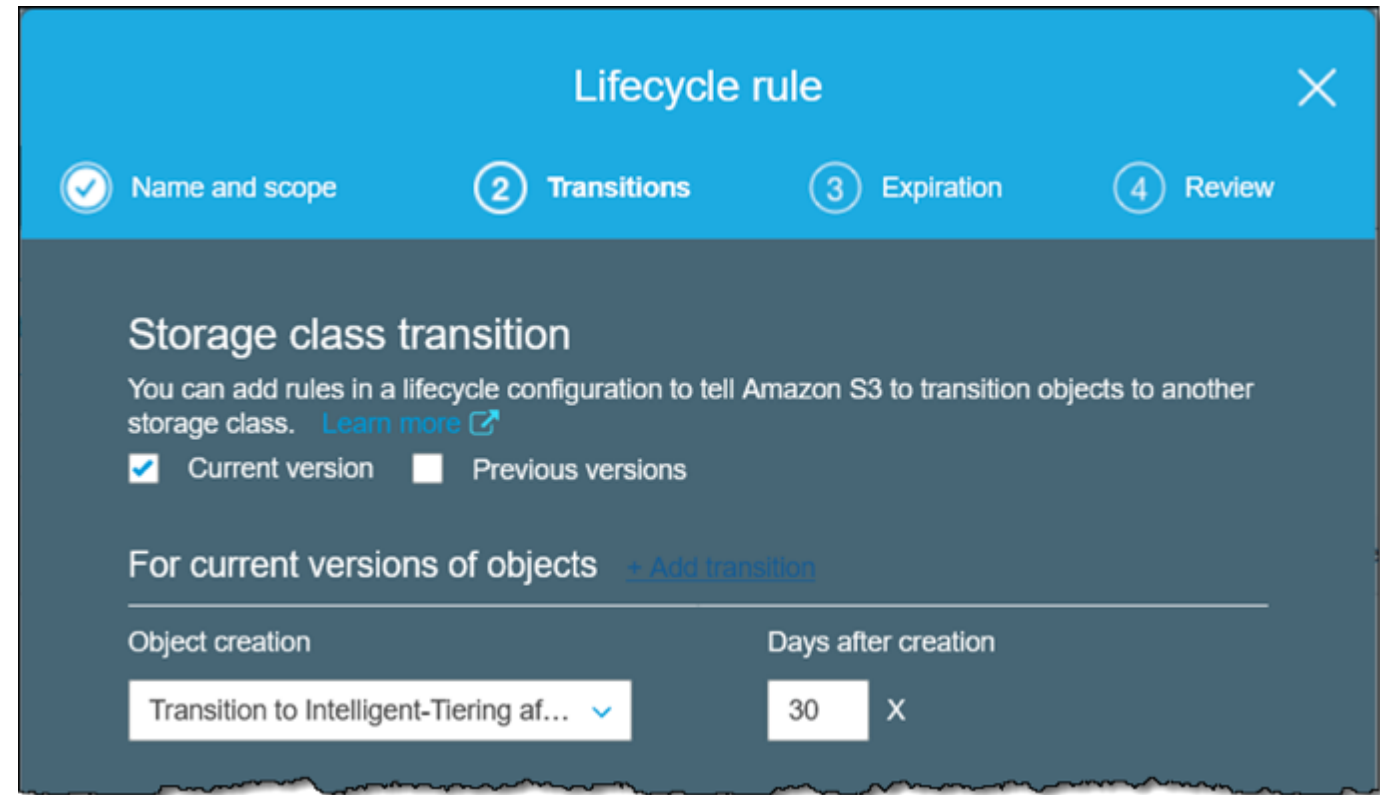 Lifecycle rule
Name and scope
2 Transitions
3 Expiration
4 Review
Storage class transition
You can add rules in a lifecycle configuration to tell Amazon S3 to transition objects to another
storage class. Learn more
Current version Previous versions
For current versions of objects + Add transition
Object creation Days after creation
Transition to Intelligent-Tiering af... 30 X